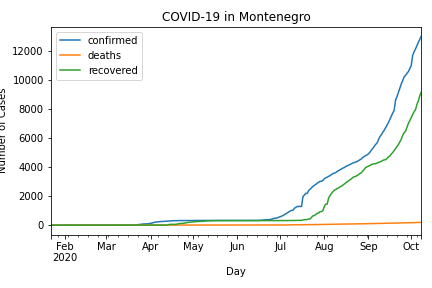 COVID-19 in Montenegro
confirmed
deaths
recovered
12000
10000
8000
6000
4000
2000
0
Number of Cases
Feb Mar Apr May Jun Jul Aug Sep Oct
2020
Day